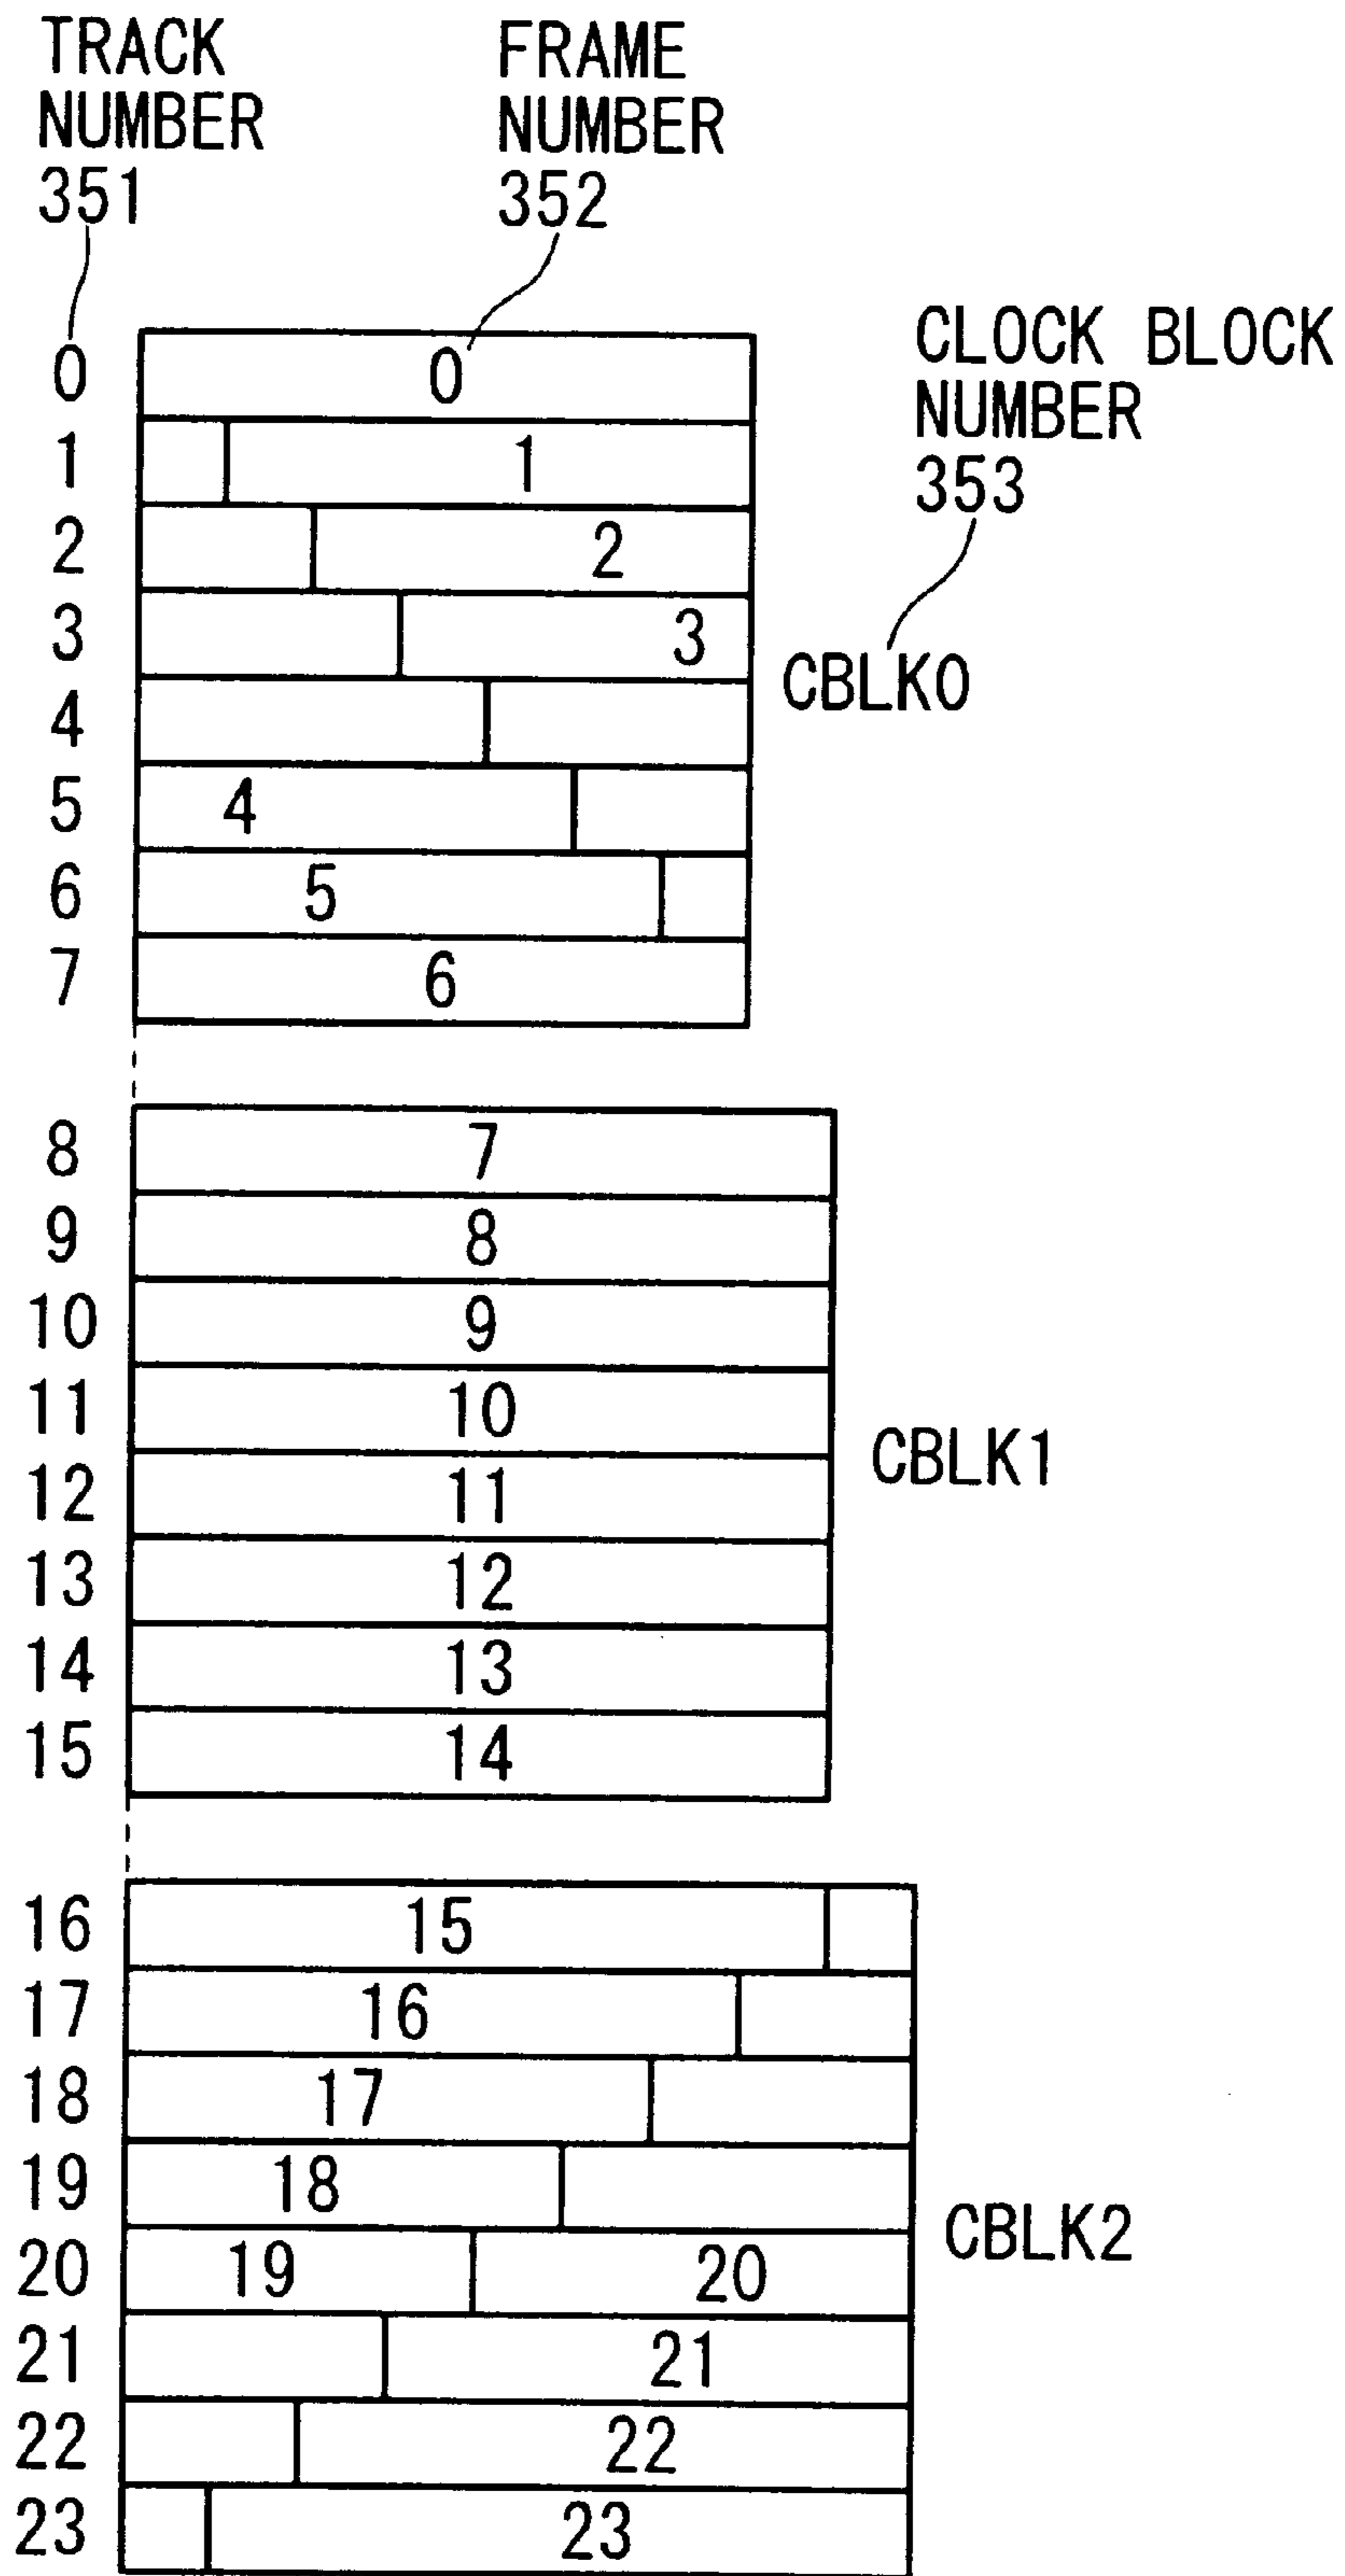 TRACK
NUMBER
351
FRAME
NUMBER
352
CLOCK BLOCK
NUMBER
353
0 0
1 1
2 2
3 3
CBLK0
4
5 4
6 5
7 6
8 7
9 8
10 9
11 10
CBLK1
12 11
13 12
14 13
15 14
16 15
17 16
18 17
19 18
CBLK2
20 19 20
21 21
22 22
23 23